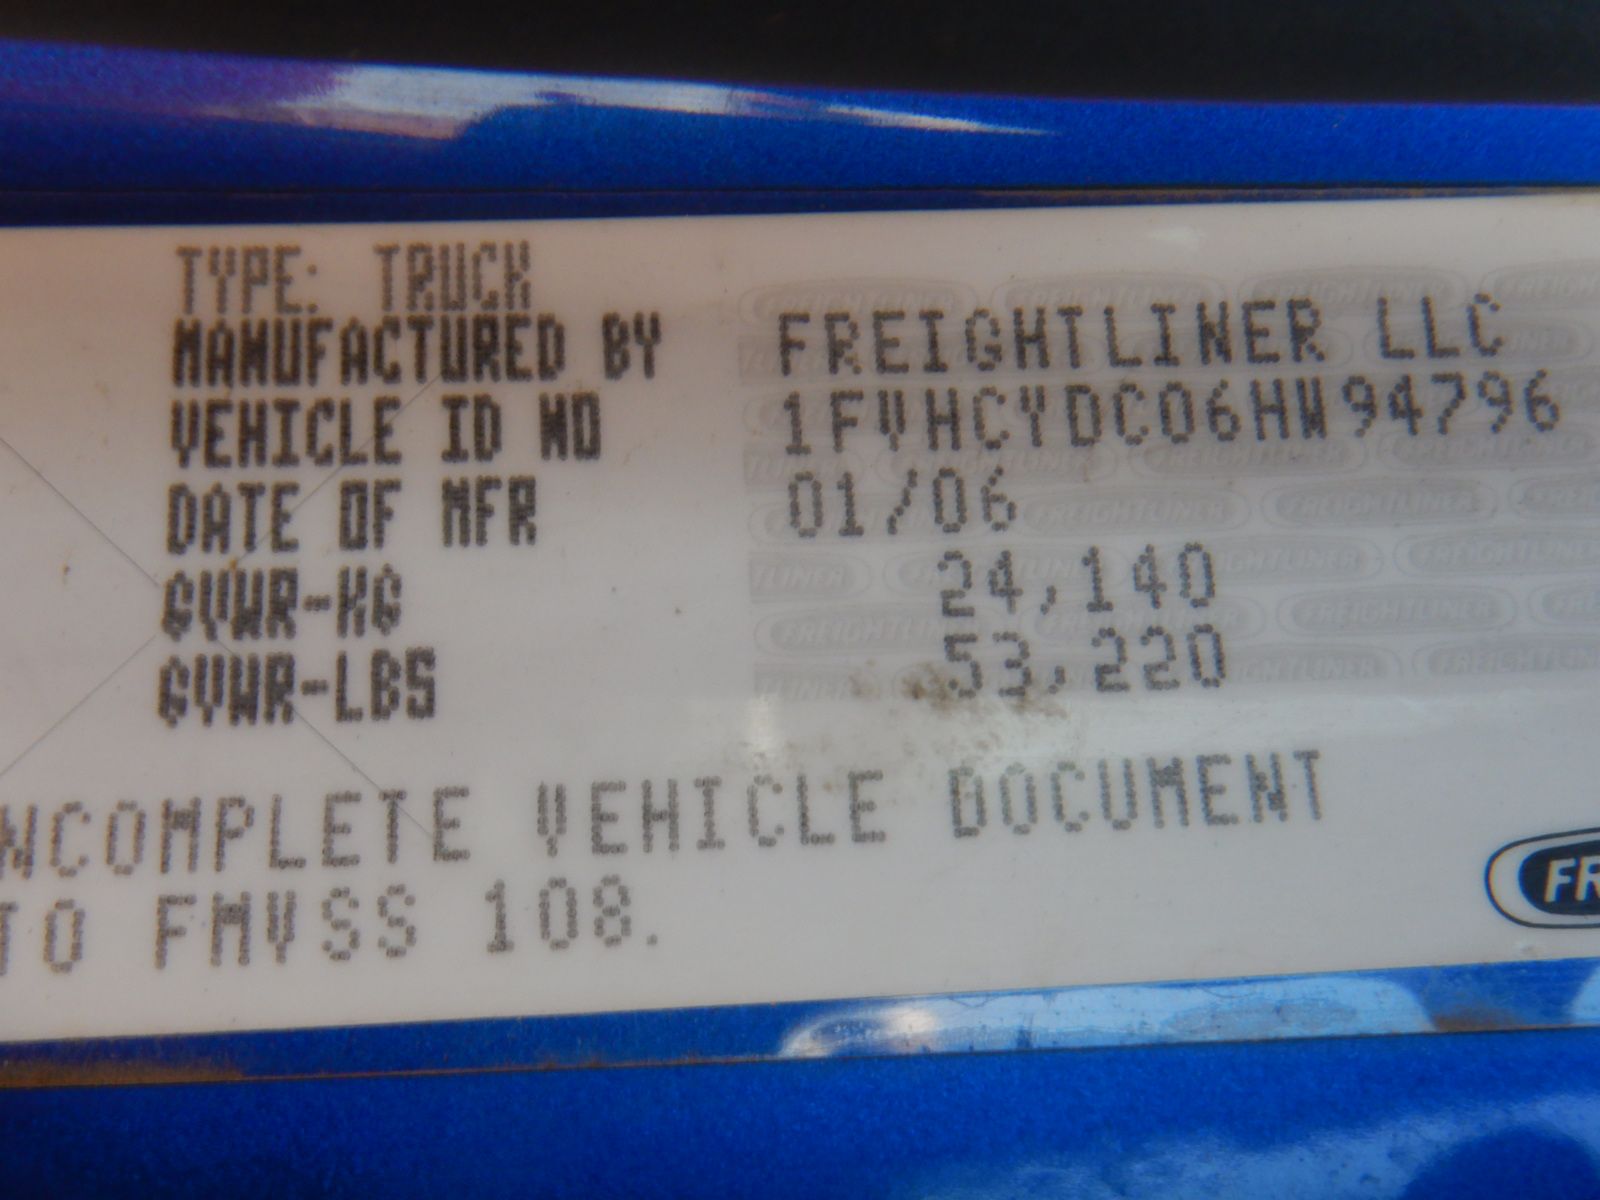 TYPE: TRUCK
MANUFACTURED BY FREIGHTLINER LLC
VEHICLE ID NO 1FVHCYDC06HW94796
DATE OF MFR 01/06
GVWR-KG 24,140
GVWR-LBS 53,220
NCOMPLETE VEHICLE DOCUMENT
TO FMVSS 108.
FR